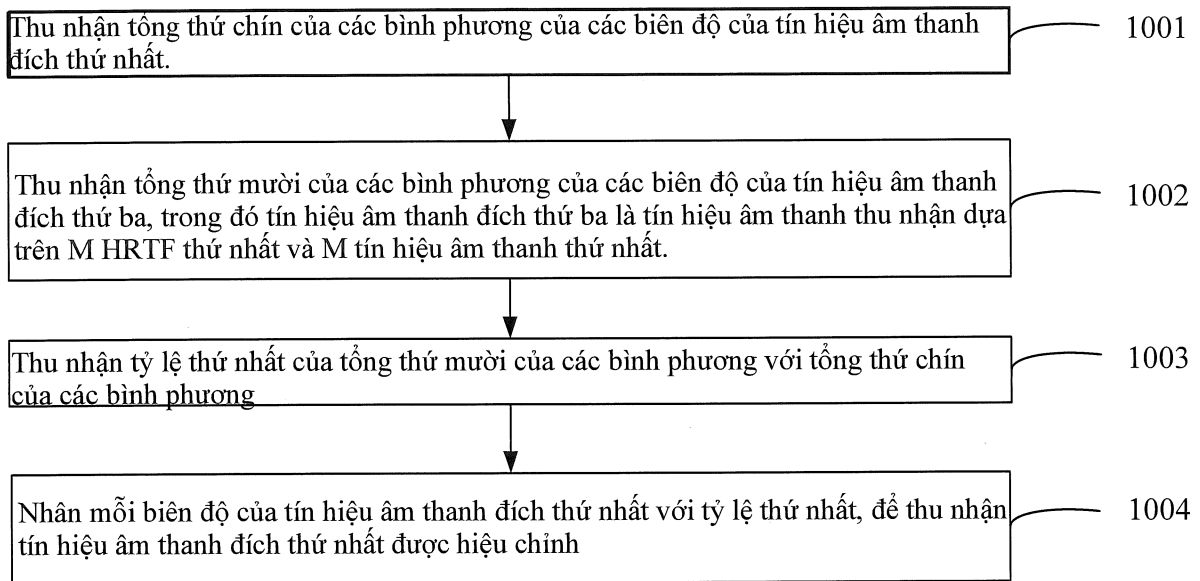 Thu nhận tổng thứ chín của các bình phương của các biên độ của tín hiệu âm thanh
đích thứ nhất.
1001
Thu nhận tổng thứ mười của các bình phương của các biên độ của tín hiệu âm thanh
đích thứ ba, trong đó tín hiệu âm thanh đích thứ ba là tín hiệu âm thanh thu nhận dựa
trên M HRTF thứ nhất và M tín hiệu âm thanh thứ nhất.
1002
Thu nhận tỷ lệ thứ nhất của tổng thứ mười của các bình phương với tổng thứ chín
của các bình phương
1003
Nhân mỗi biên độ của tín hiệu âm thanh đích thứ nhất với tỷ lệ thứ nhất, để thu nhận
tín hiệu âm thanh đích thứ nhất được hiệu chỉnh
1004